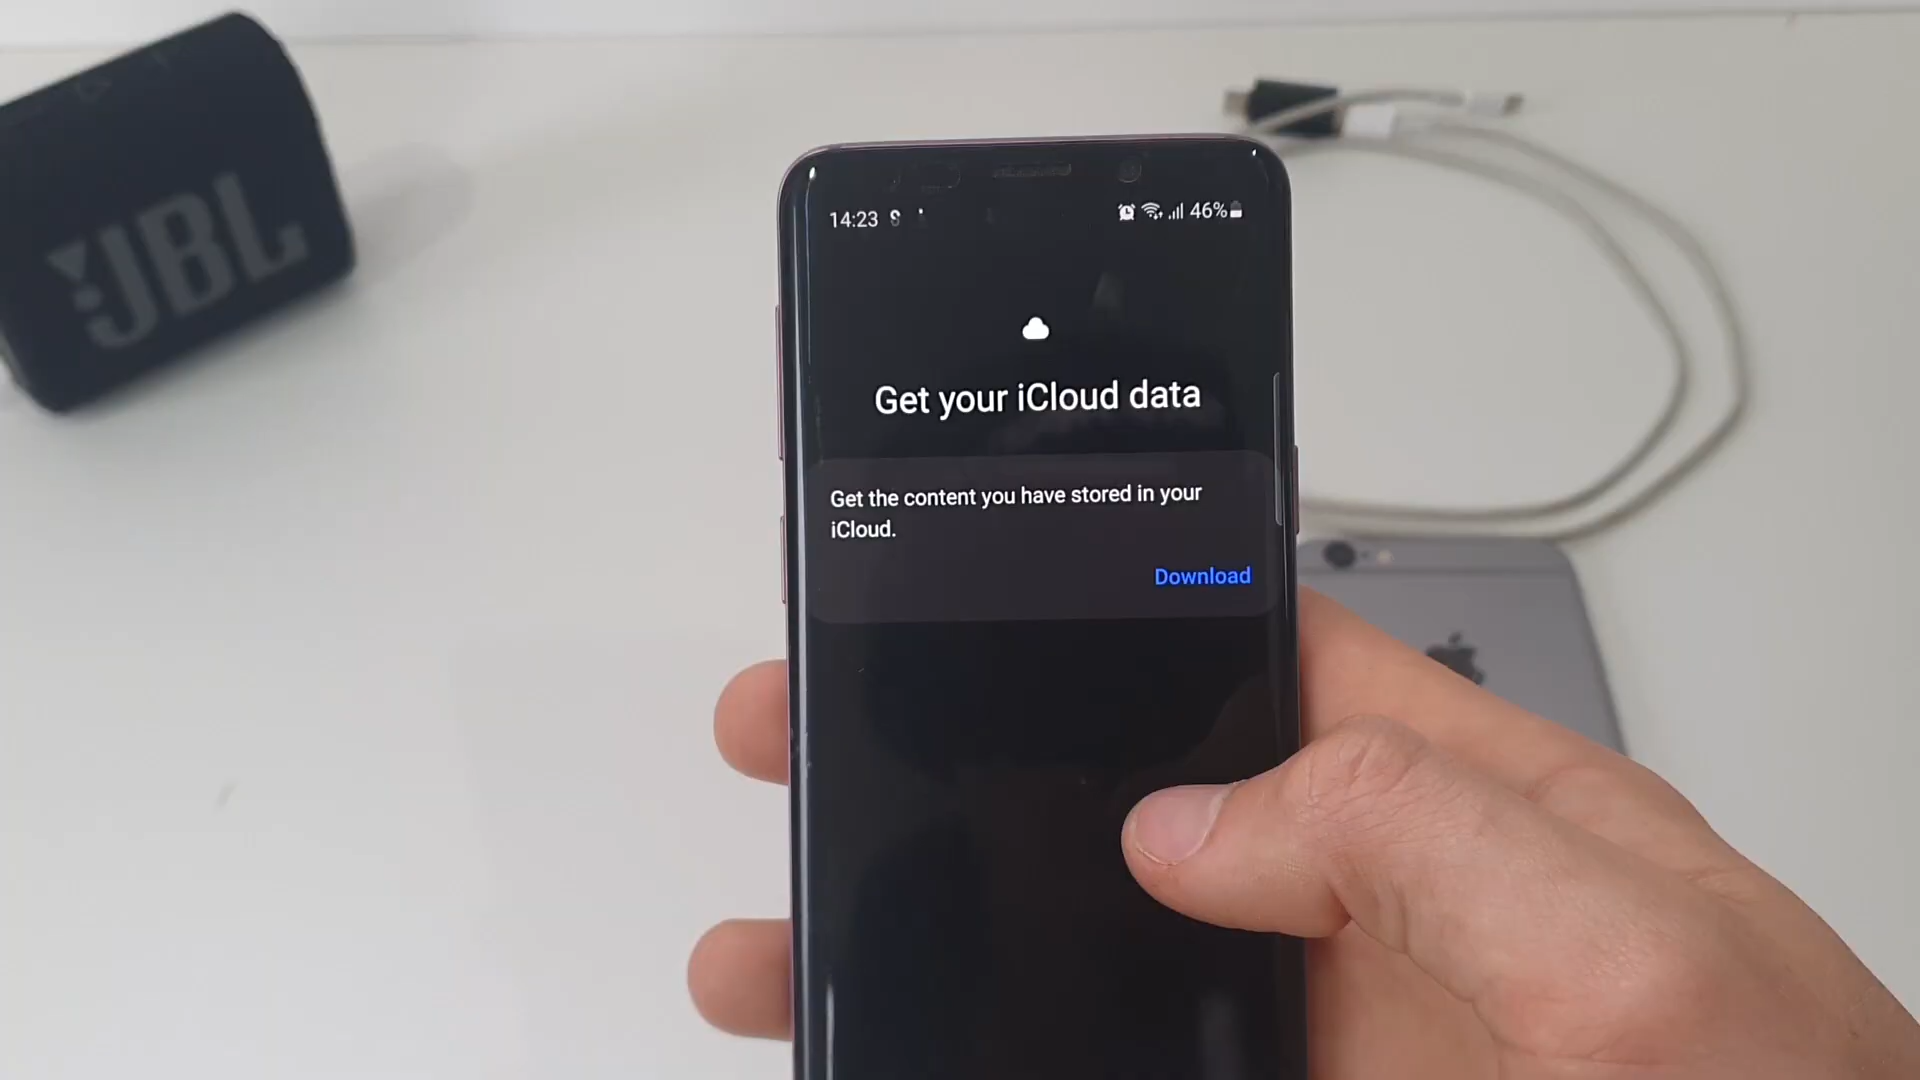 JBL
14:23
46%
Get your iCloud data
Get the content you have stored in your
iCloud.
Download